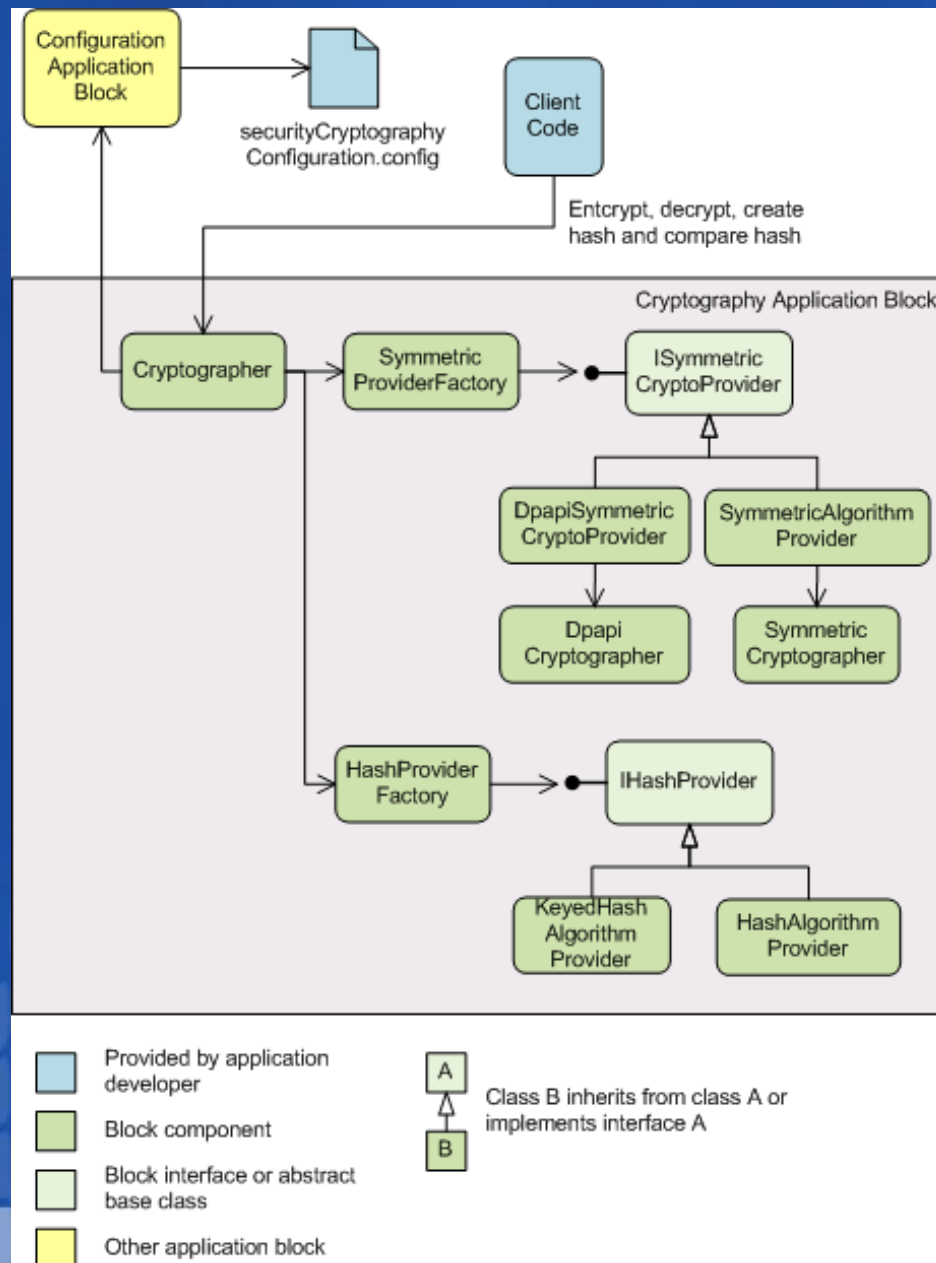 Configuration
Application
Block
securityCryptography
Configuration.config
Client
Code
Entcrypt, decrypt, create
hash and compare hash
Cryptography Application Block
Cryptographer
Symmetric
ProviderFactory
ISymmetric
CryptoProvider
DpapiSymmetric
CryptoProvider
SymmetricAlgorithm
Provider
Dpapi
Cryptographer
Symmetric
Cryptographer
HashProvider
Factory
IHashProvider
KeyedHash
Algorithm
Provider
HashAlgorithm
Provider
Provided by application
developer
Block component
Block interface or abstract
base class
Other application block
A
B
Class B inherits from class A or
implements interface A